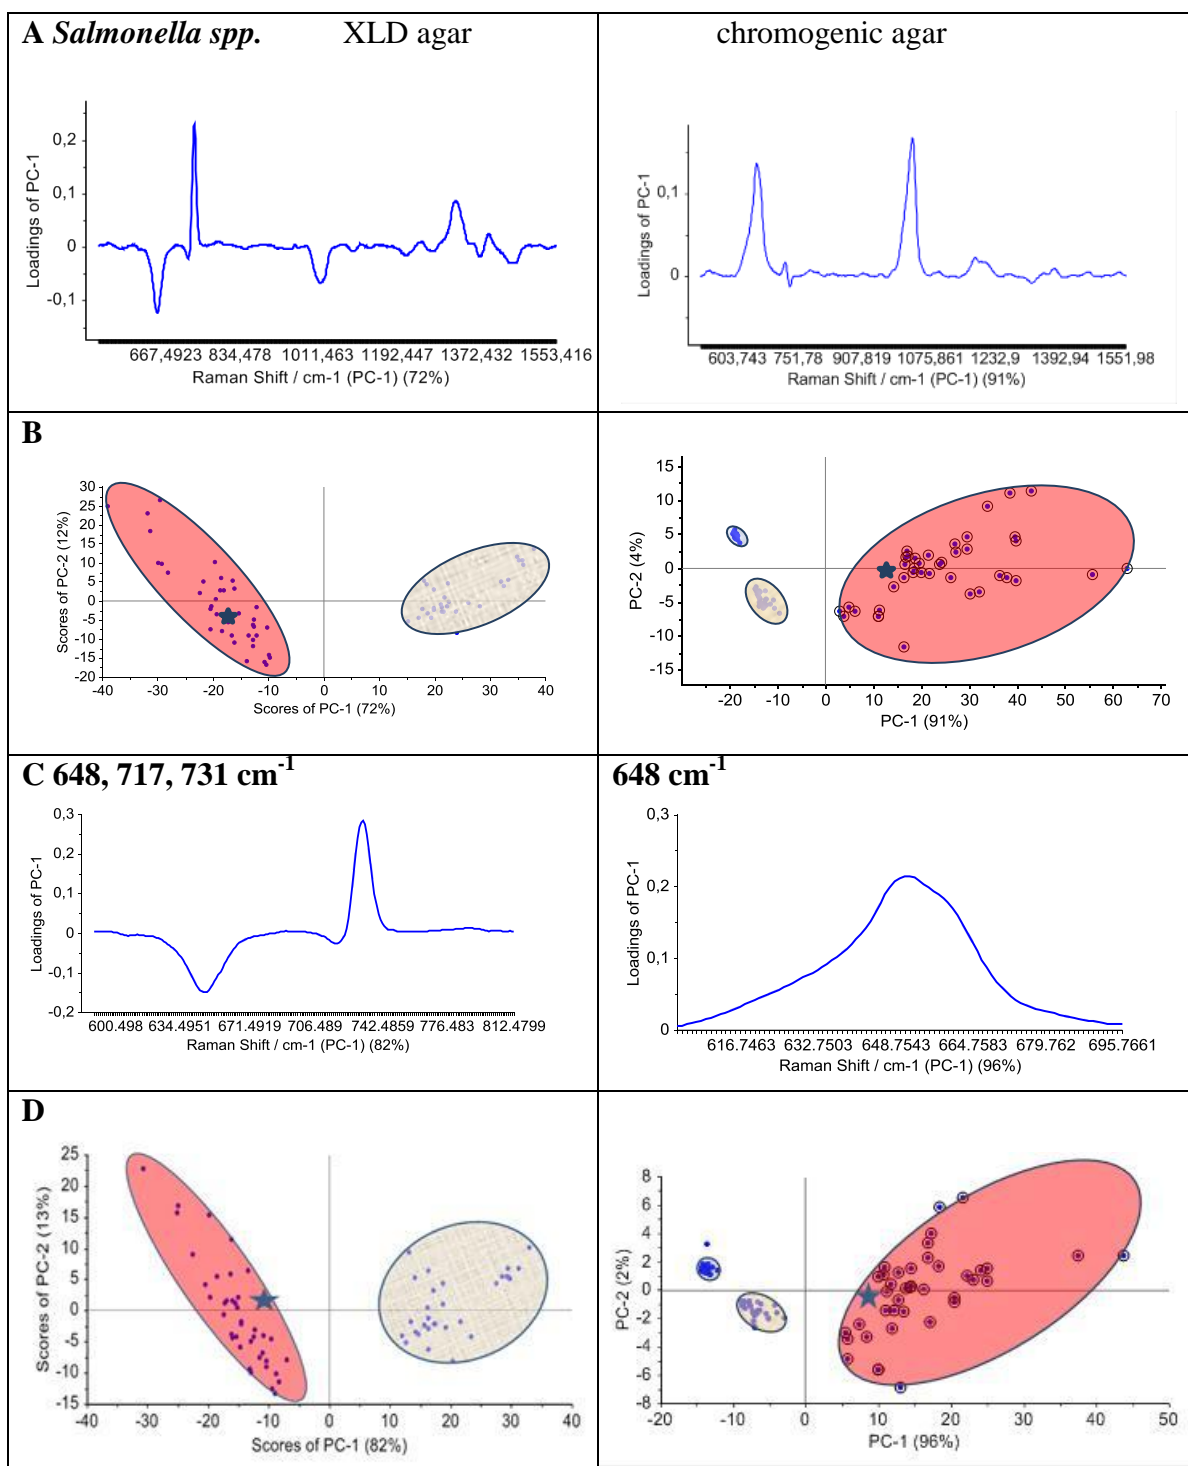 A Salmonella spp. XLD agar
chromogenic agar
Loadings of PC-1
0,2
0,1
0
-0,1
667,4923 834,478 1011,463 1192,447 1372,432 1553,416
Raman Shift / cm-1 (PC-1) (72%)
Loadings of PC-1
0,1
0
603,743 751,78 907,819 1075,861 1232,9 1392,94 1551,98
Raman Shift / cm-1 (PC-1) (91%)
B
Scores of PC-2 (12%)
30
25
20
15
10
5
0
-5
-10
-15
-20
-40 -30 -20 -10 0 10 20 30 40
Scores of PC-1 (72%)
PC-2 (4%)
15
10
5
0
-5
-10
-15
-20 -10 0 10 20 30 40 50 60 70
PC-1 (91%)
C 648, 717, 731 cm-1
Loadings of PC-1
0,3
0,2
0,1
0
-0,1
-0,2
600.498 634.4951 671.4919 706.489 742.4859 776.483 812.4799
Raman Shift / cm-1 (PC-1) (82%)
648 cm-1
Loadings of PC-1
0,3
0,2
0,1
0
616.7463 632.7503 648.7543 664.7583 679.762 695.7661
Raman Shift / cm-1 (PC-1) (96%)
D
Scores of PC-2 (13%)
25
20
15
10
5
0
-5
-10
-15
-40 -30 -20 -10 0 10 20 30 40
Scores of PC-1 (82%)
PC-2 (2%)
8
6
4
2
0
-2
-4
-6
-8
-20 -10 0 10 20 30 40 50
PC-1 (96%)